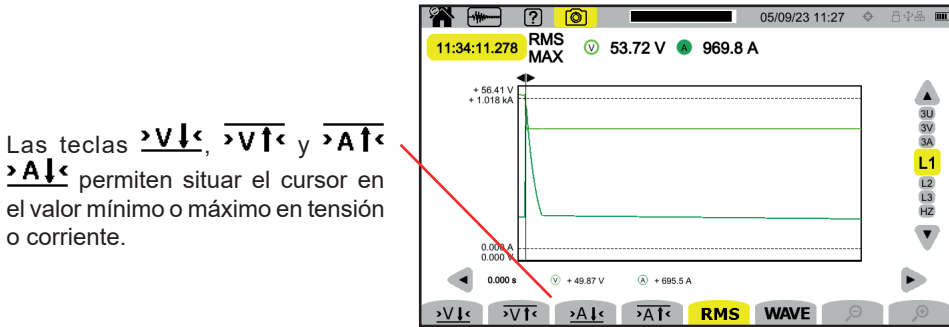 Las teclas >V↓<, >V↑< y >A↑<
>A↓< permiten situar el cursor en
el valor mínimo o máximo en tensión
o corriente.
? 05/09/23 11:27
11:34:11.278 RMS MAX V 53.72 V A 969.8 A
+ 56.41 V
+ 1.018 kA
0.000 A
0.000 V
0.000 s V + 49.87 V A + 695.5 A
3U
3V
3A
L1
L2
L3
HZ
>V↓< >V↑< >A↓< >A↑< RMS WAVE